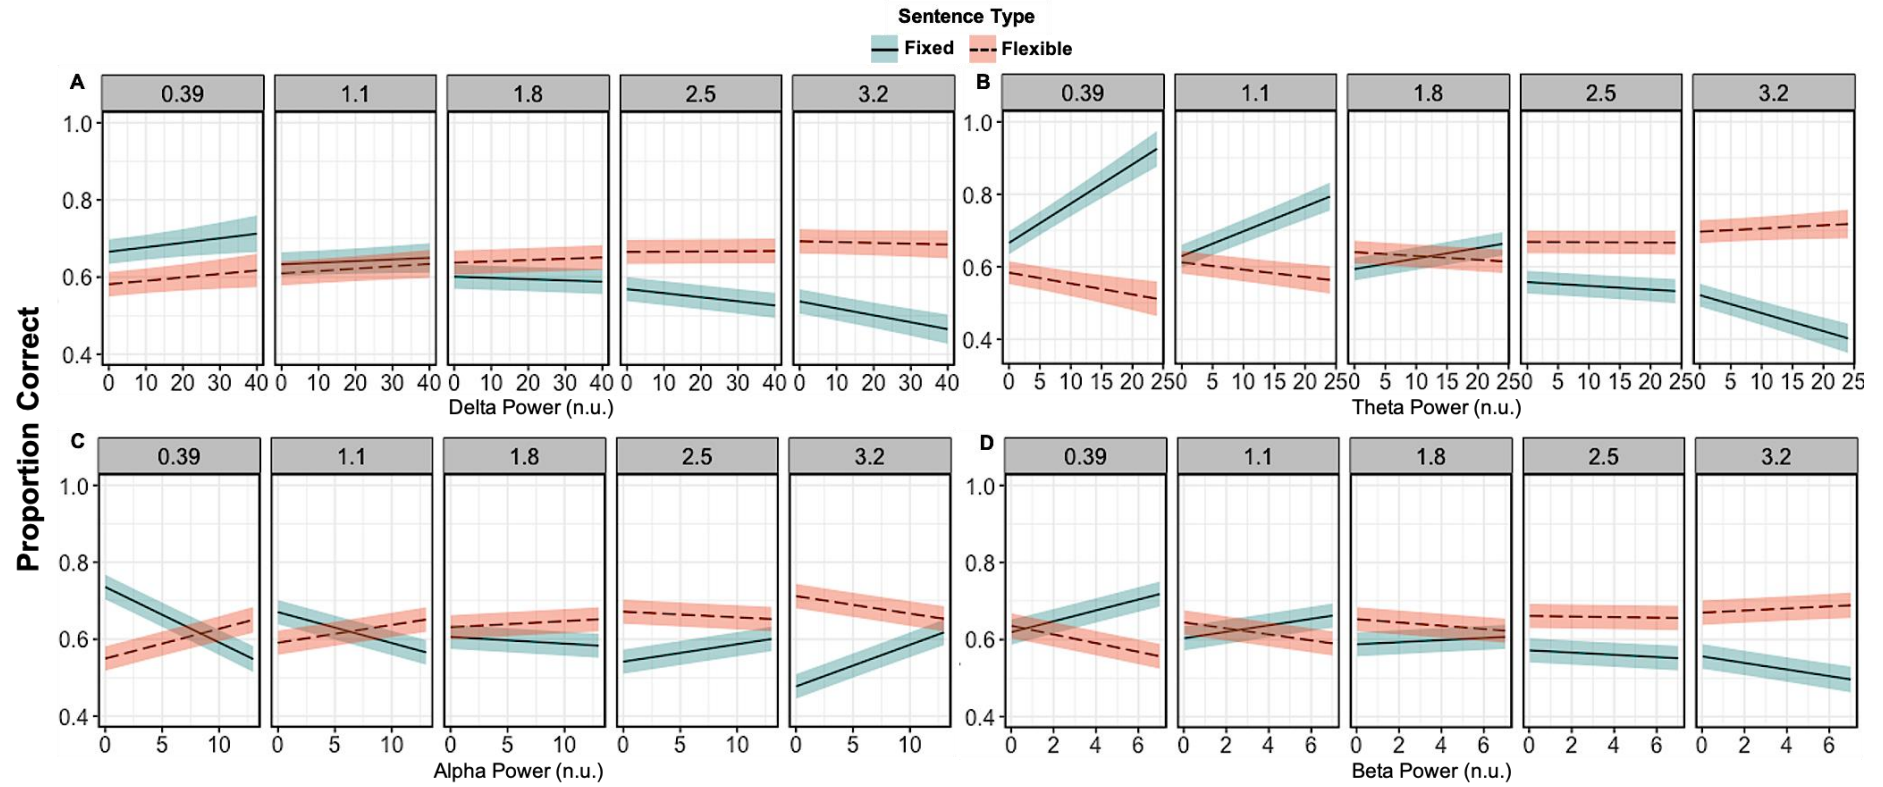 Sentence Type
Fixed Flexible
A
0.39 1.1 1.8 2.5 3.2
1.0
0.8
0.6
0.4
0 10 20 30 40 0 10 20 30 40 0 10 20 30 40 0 10 20 30 40 0 10 20 30 40
Delta Power (n.u.)
B
0.39 1.1 1.8 2.5 3.2
1.0
0.8
0.6
0.4
0 5 10 15 20 25 0 5 10 15 20 25 0 5 10 15 20 25 0 5 10 15 20 25 0 5 10 15 20 25
Theta Power (n.u.)
Proportion Correct
C
0.39 1.1 1.8 2.5 3.2
1.0
0.8
0.6
0.4
0 5 10 0 5 10 0 5 10 0 5 10 0 5 10
Alpha Power (n.u.)
D
0.39 1.1 1.8 2.5 3.2
1.0
0.8
0.6
0.4
0 2 4 6 0 2 4 6 0 2 4 6 0 2 4 6 0 2 4 6
Beta Power (n.u.)